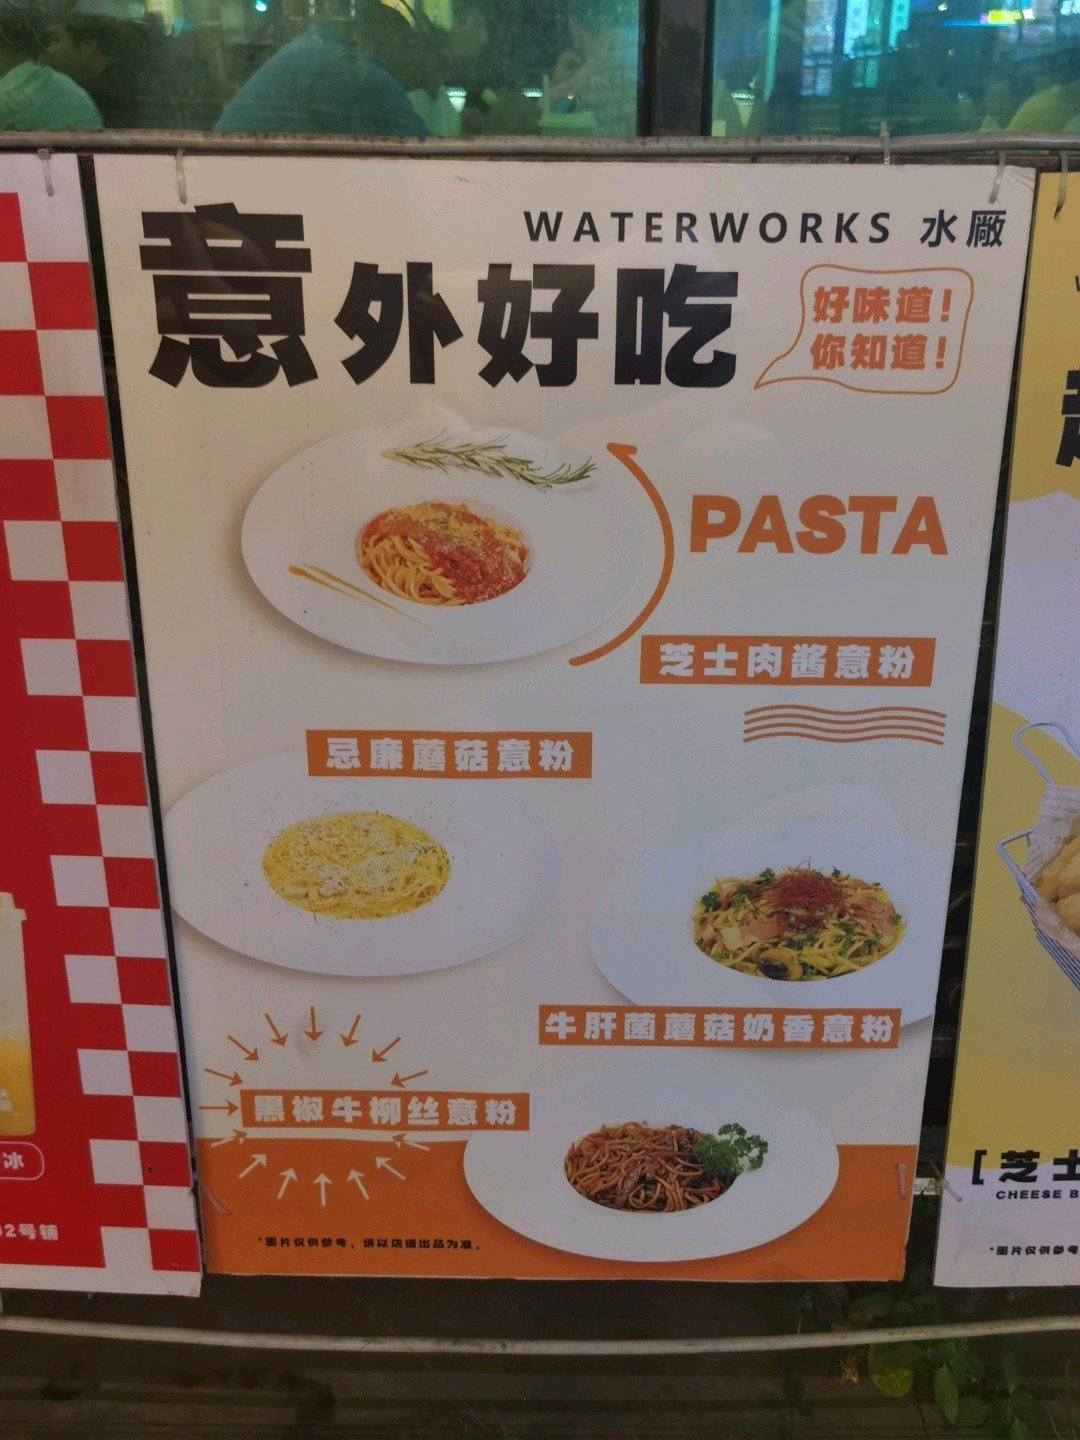 WATERWORKS 水廠
意外好吃
好味道！
你知道！
PASTA
芝士肉酱意粉
忌廉蘑菇意粉
牛肝菌蘑菇奶香意粉
黑椒牛柳丝意粉
*图片仅供参考，请以店铺出品为准。
冰
02号铺
[ 芝士
CHEESE B
*图片仅供参考